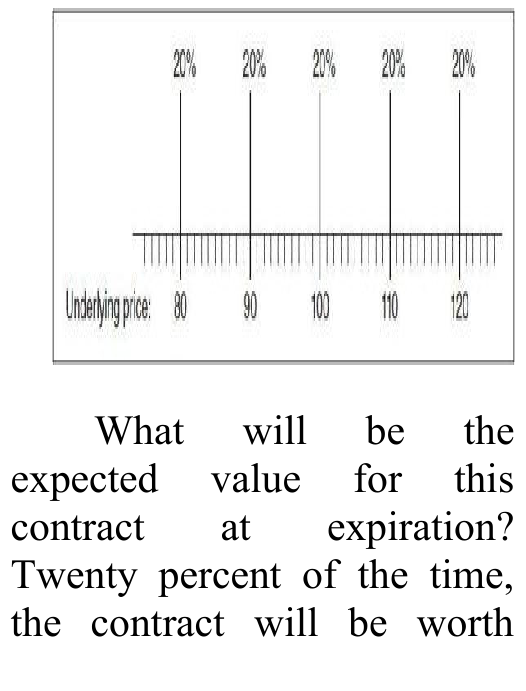 20% 20% 20% 20% 20%
Underlying price: 80 90 100 110 120
What will be the
expected value for this
contract at expiration?
Twenty percent of the time,
the contract will be worth